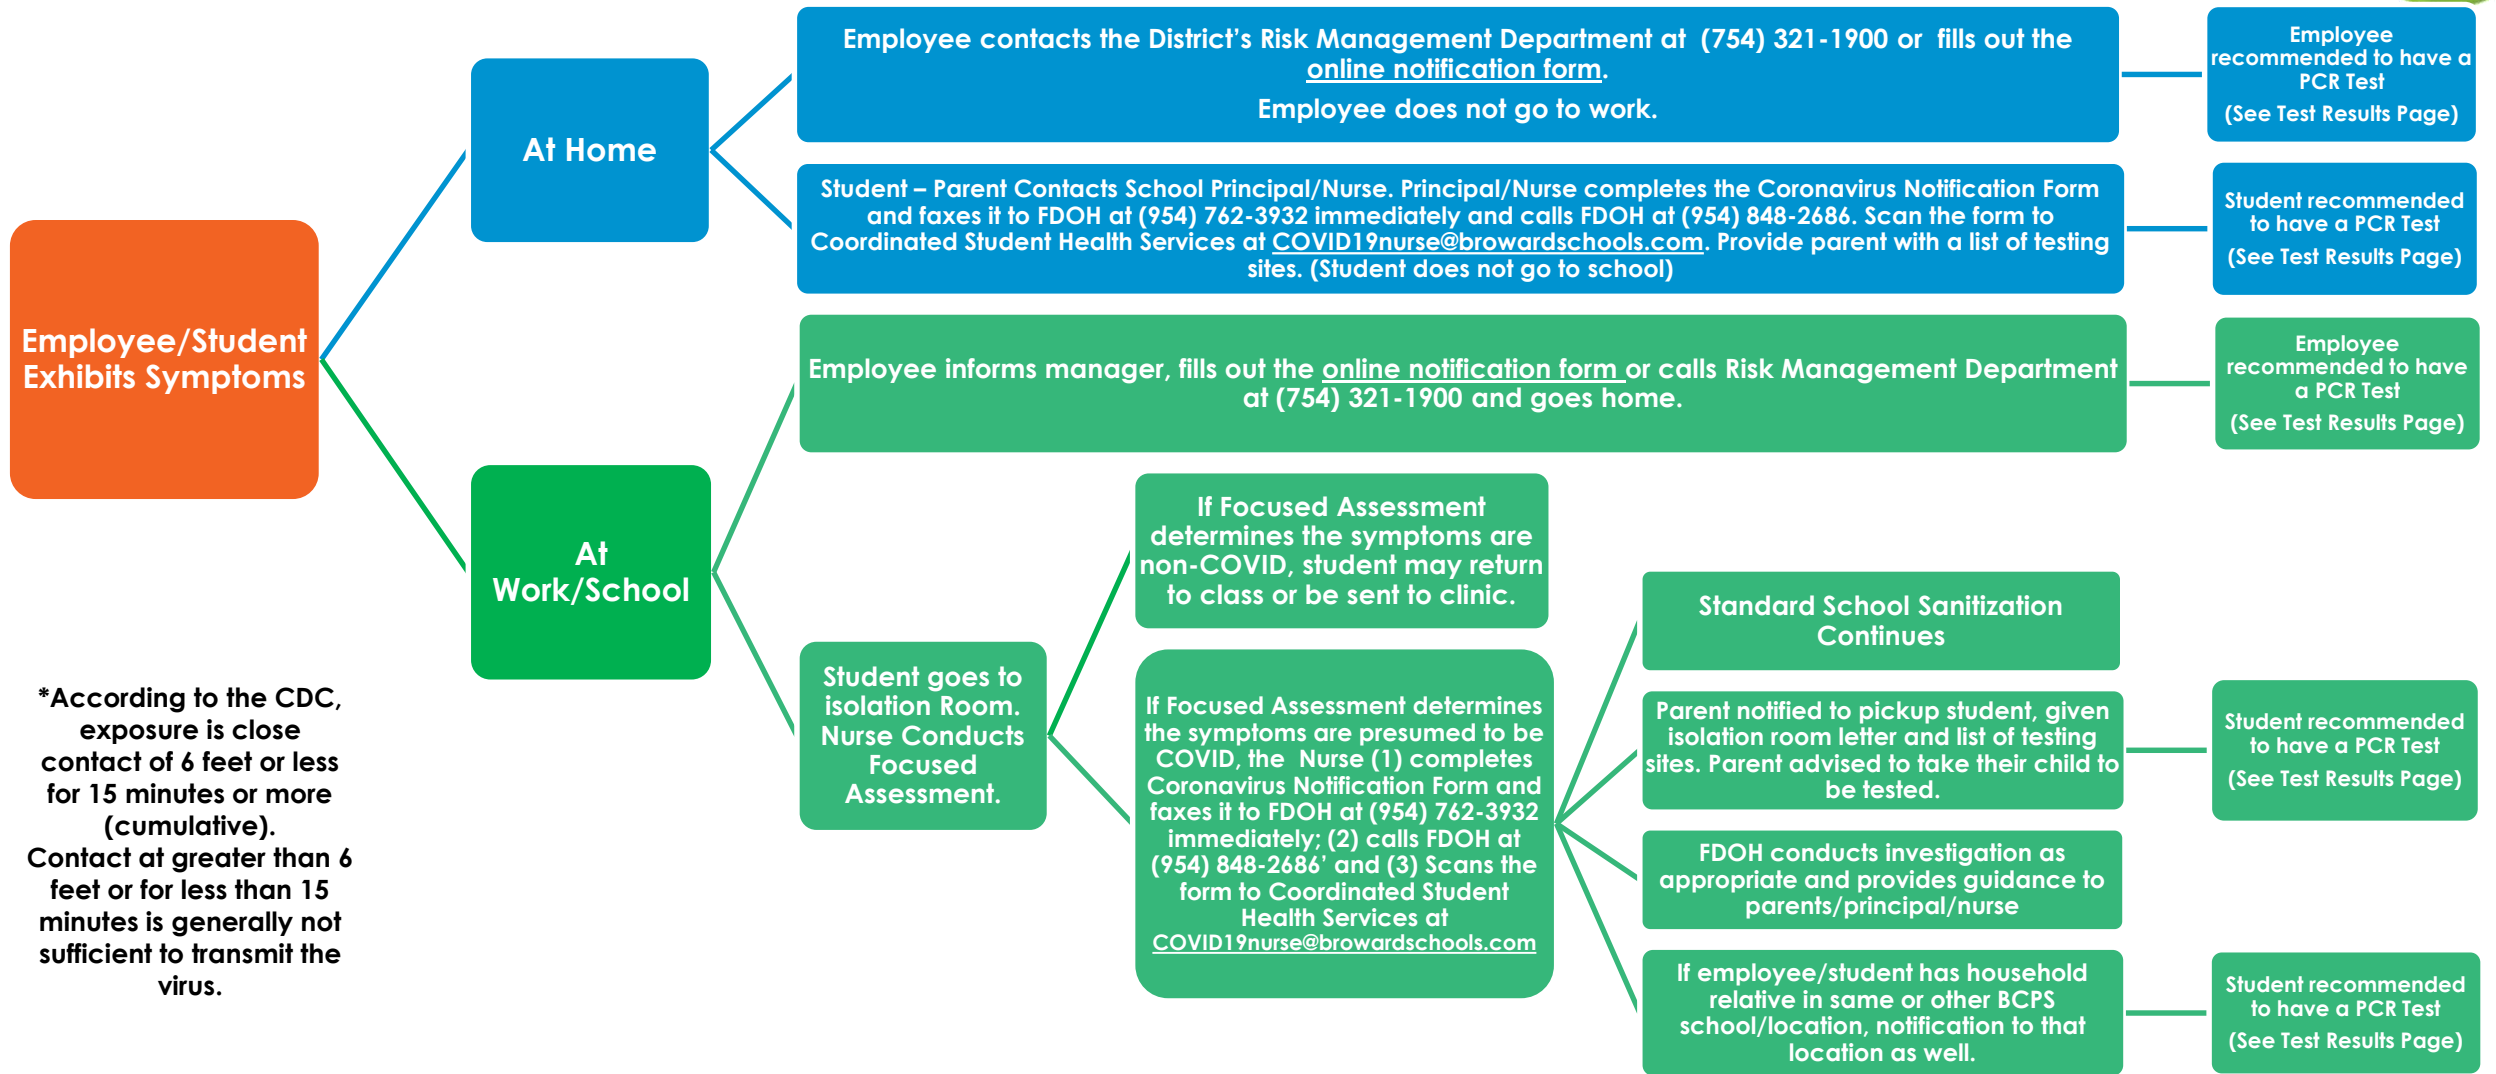 Employee/Student
Exhibits Symptoms
At Home
Employee contacts the District's Risk Management Department at (754) 321-1900 or fills out the
online notification form.
Employee does not go to work.
Employee
recommended to have a
PCR Test
(See Test Results Page)
Student – Parent Contacts School Principal/Nurse. Principal/Nurse completes the Coronavirus Notification Form
and faxes it to FDOH at (954) 762-3932 immediately and calls FDOH at (954) 848-2686. Scan the form to
Coordinated Student Health Services at COVID19nurse@browardschools.com. Provide parent with a list of testing
sites. (Student does not go to school)
Student recommended
to have a PCR Test
(See Test Results Page)
At
Work/School
Employee informs manager, fills out the online notification form or calls Risk Management Department
at (754) 321-1900 and goes home.
Employee
recommended to have
a PCR Test
(See Test Results Page)
Student goes to
isolation Room.
Nurse Conducts
Focused
Assessment.
If Focused Assessment
determines the symptoms are
non-COVID, student may return
to class or be sent to clinic.
If Focused Assessment determines
the symptoms are presumed to be
COVID, the Nurse (1) completes
Coronavirus Notification Form and
faxes it to FDOH at (954) 762-3932
immediately; (2) calls FDOH at
(954) 848-2686' and (3) Scans the
form to Coordinated Student
Health Services at
COVID19nurse@browardschools.com
Standard School Sanitization
Continues
Parent notified to pickup student, given
isolation room letter and list of testing
sites. Parent advised to take their child to
be tested.
Student recommended
to have a PCR Test
(See Test Results Page)
FDOH conducts investigation as
appropriate and provides guidance to
parents/principal/nurse
If employee/student has household
relative in same or other BCPS
school/location, notification to that
location as well.
Student recommended
to have a PCR Test
(See Test Results Page)
*According to the CDC,
exposure is close
contact of 6 feet or less
for 15 minutes or more
(cumulative).
Contact at greater than 6
feet or for less than 15
minutes is generally not
sufficient to transmit the
virus.